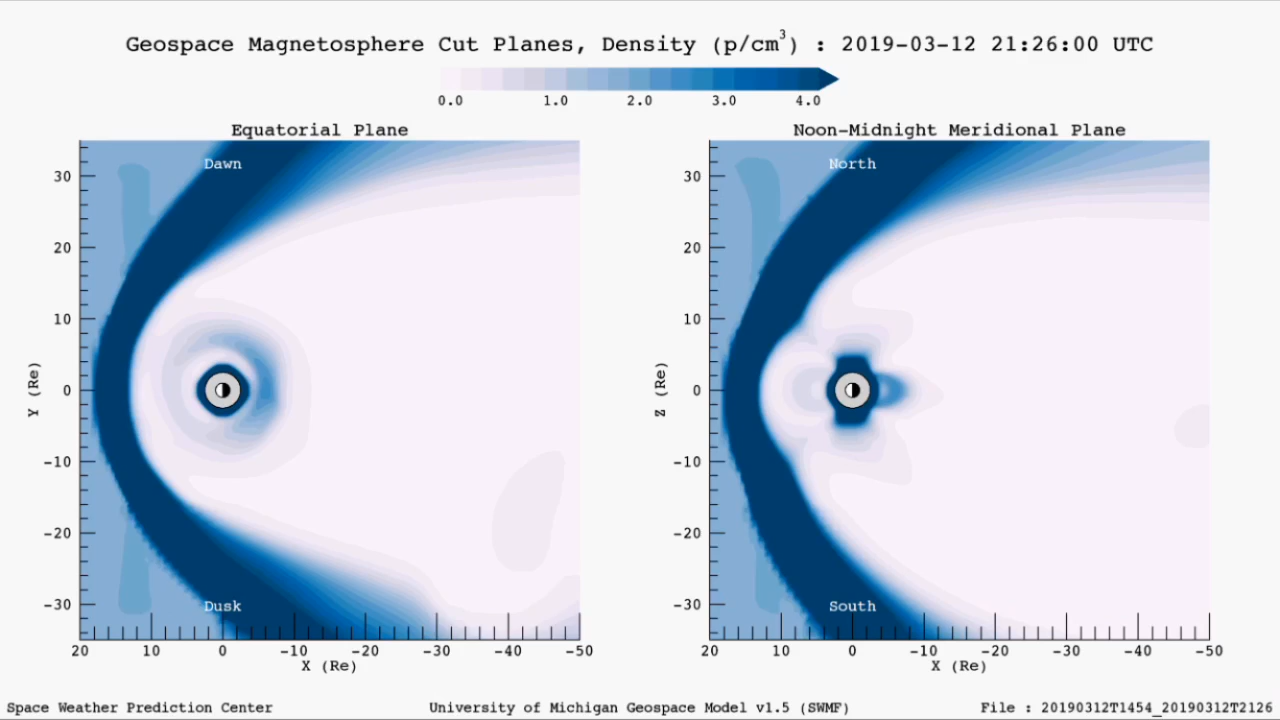 Geospace Magnetosphere Cut Planes, Density (p/cm³) : 2019-03-12 21:26:00 UTC
0.0 1.0 2.0 3.0 4.0
Equatorial Plane
Noon-Midnight Meridional Plane
Dawn
North
30
20
10
0
-10
-20
-30
Y (Re)
30
20
10
0
-10
-20
-30
Z (Re)
Dusk
South
20 10 0 -10 -20 -30 -40 -50
X (Re)
20 10 0 -10 -20 -30 -40 -50
X (Re)
Space Weather Prediction Center
University of Michigan Geospace Model v1.5 (SWMF)
File : 20190312T1454_20190312T2126